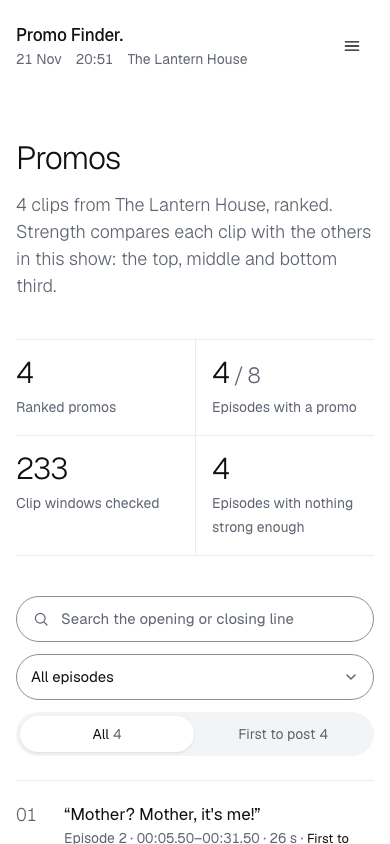 Promo Finder.
21 Nov 20:51 The Lantern House
Promos
4 clips from The Lantern House, ranked.
Strength compares each clip with the others
in this show: the top, middle and bottom
third.
4
Ranked promos
4 / 8
Episodes with a promo
233
Clip windows checked
4
Episodes with nothing
strong enough
Search the opening or closing line
All episodes
All 4
First to post 4
01
“Mother? Mother, it's me!”
Episode 2 · 00:05.50–00:31.50 · 26 s · First to